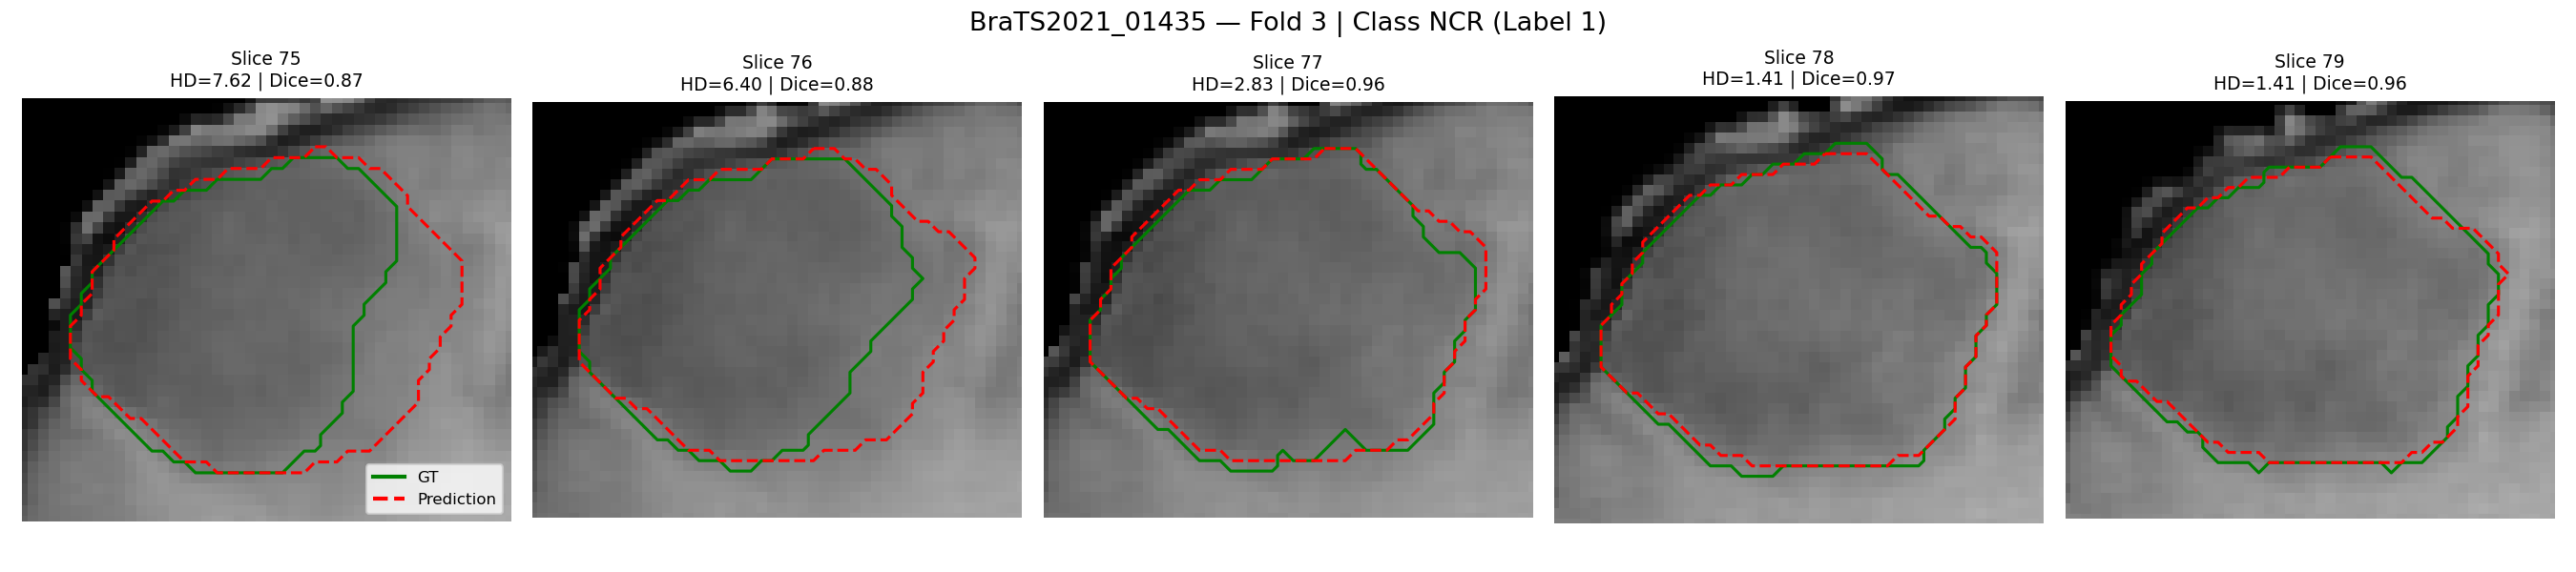 BraTS2021_01435 — Fold 3 | Class NCR (Label 1)
Slice 75
HD=7.62 | Dice=0.87
Slice 76
HD=6.40 | Dice=0.88
Slice 77
HD=2.83 | Dice=0.96
Slice 78
HD=1.41 | Dice=0.97
Slice 79
HD=1.41 | Dice=0.96
GT
Prediction